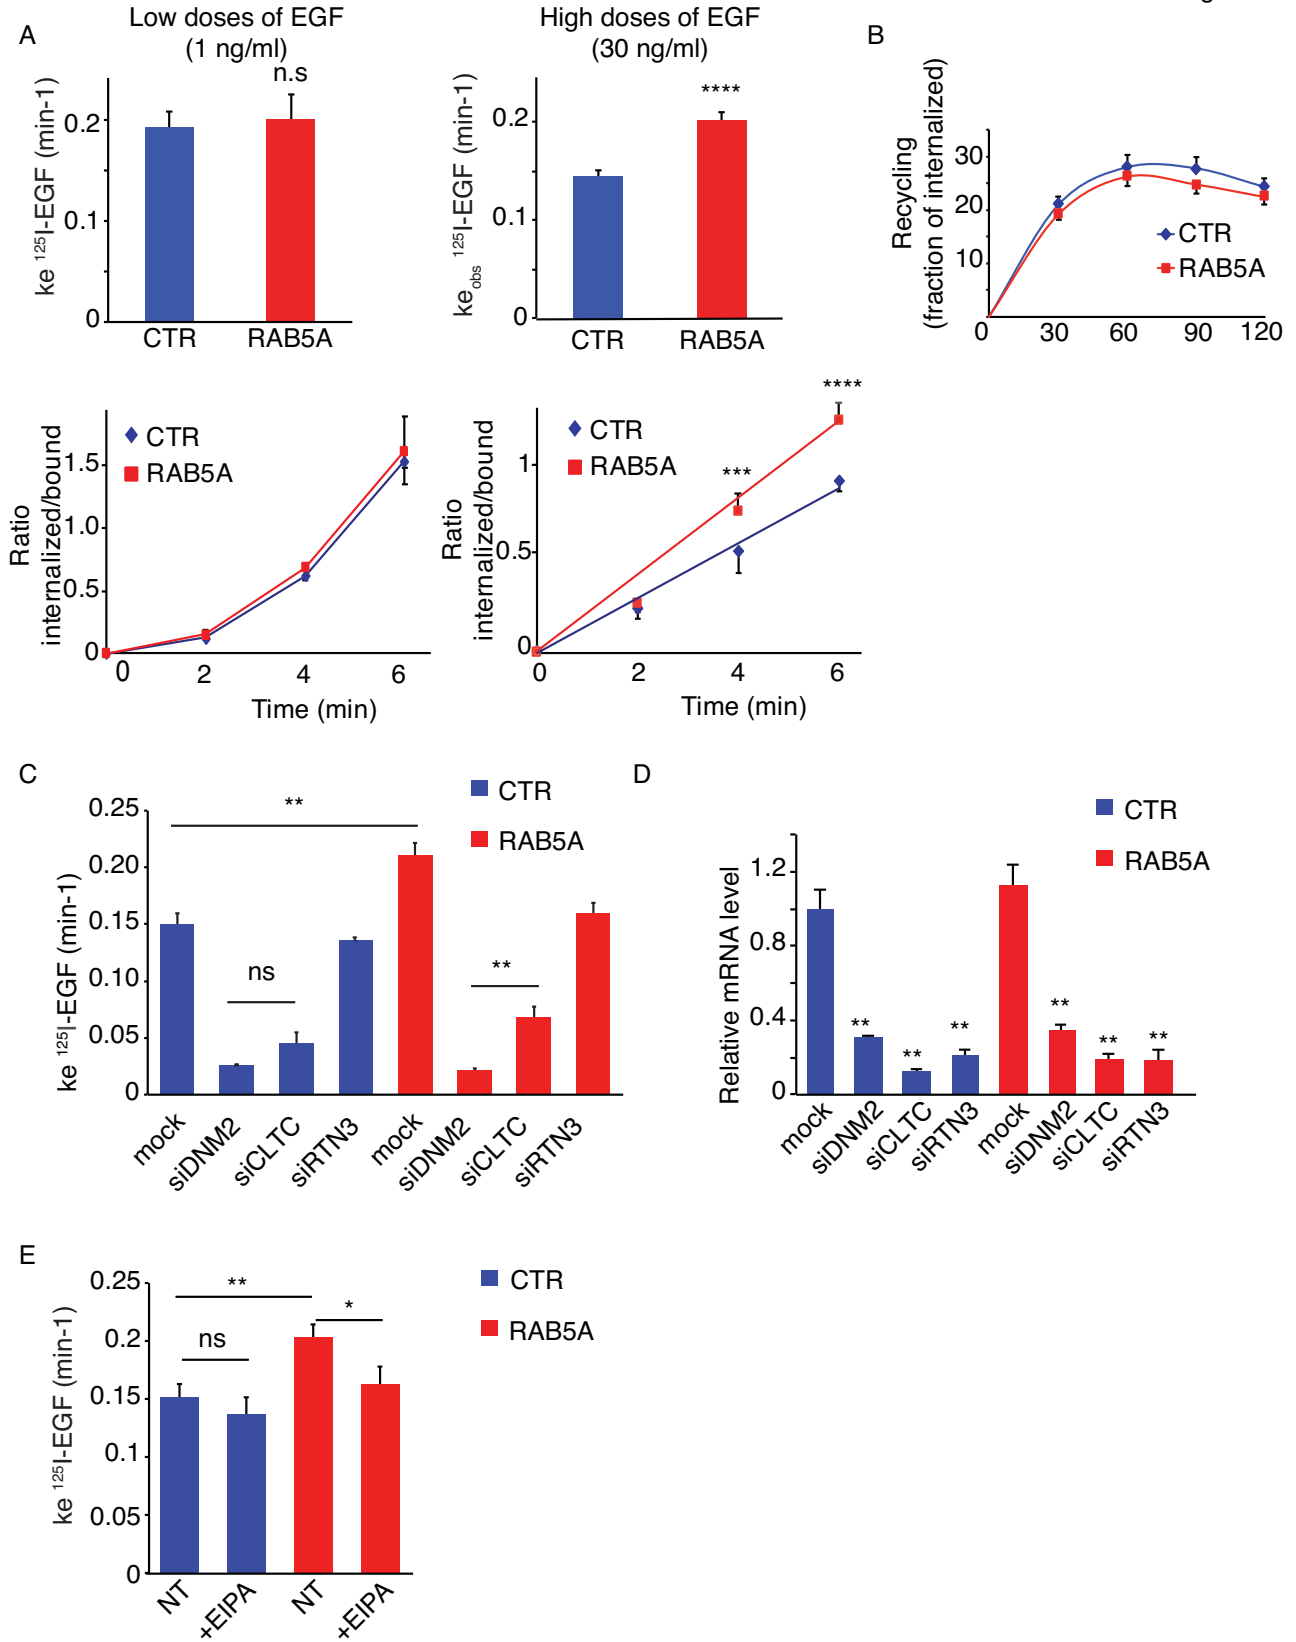 g
A
Low doses of EGF
(1 ng/ml)
n.s
ke ¹²⁵I-EGF (min-1)
0.2
0.1
0
CTR
RAB5A
High doses of EGF
(30 ng/ml)
****
ke obs ¹²⁵I-EGF (min-1)
0.2
0.1
0
CTR
RAB5A
B
Recycling
(fraction of internalized)
30
20
10
0
30
60
90
120
CTR
RAB5A
CTR
RAB5A
Ratio
internalized/bound
1.5
1.0
0.5
0
0
2
4
6
Time (min)
CTR
RAB5A
***
****
Ratio
internalized/bound
1
0.5
0
0
2
4
6
Time (min)
C
CTR
RAB5A
ke ¹²⁵I-EGF (min-1)
0.25
0.20
0.15
0.10
0.05
0
**
ns
**
mock
siDNM2
siCLTC
siRTN3
mock
siDNM2
siCLTC
siRTN3
D
CTR
RAB5A
Relative mRNA level
1.2
0.8
0.4
0
**
**
**
**
**
**
mock
siDNM2
siCLTC
siRTN3
mock
siDNM2
siCLTC
siRTN3
E
CTR
RAB5A
ke ¹²⁵I-EGF (min-1)
0.25
0.2
0.15
0.1
0.05
0
**
ns
*
NT
+EIPA
NT
+EIPA